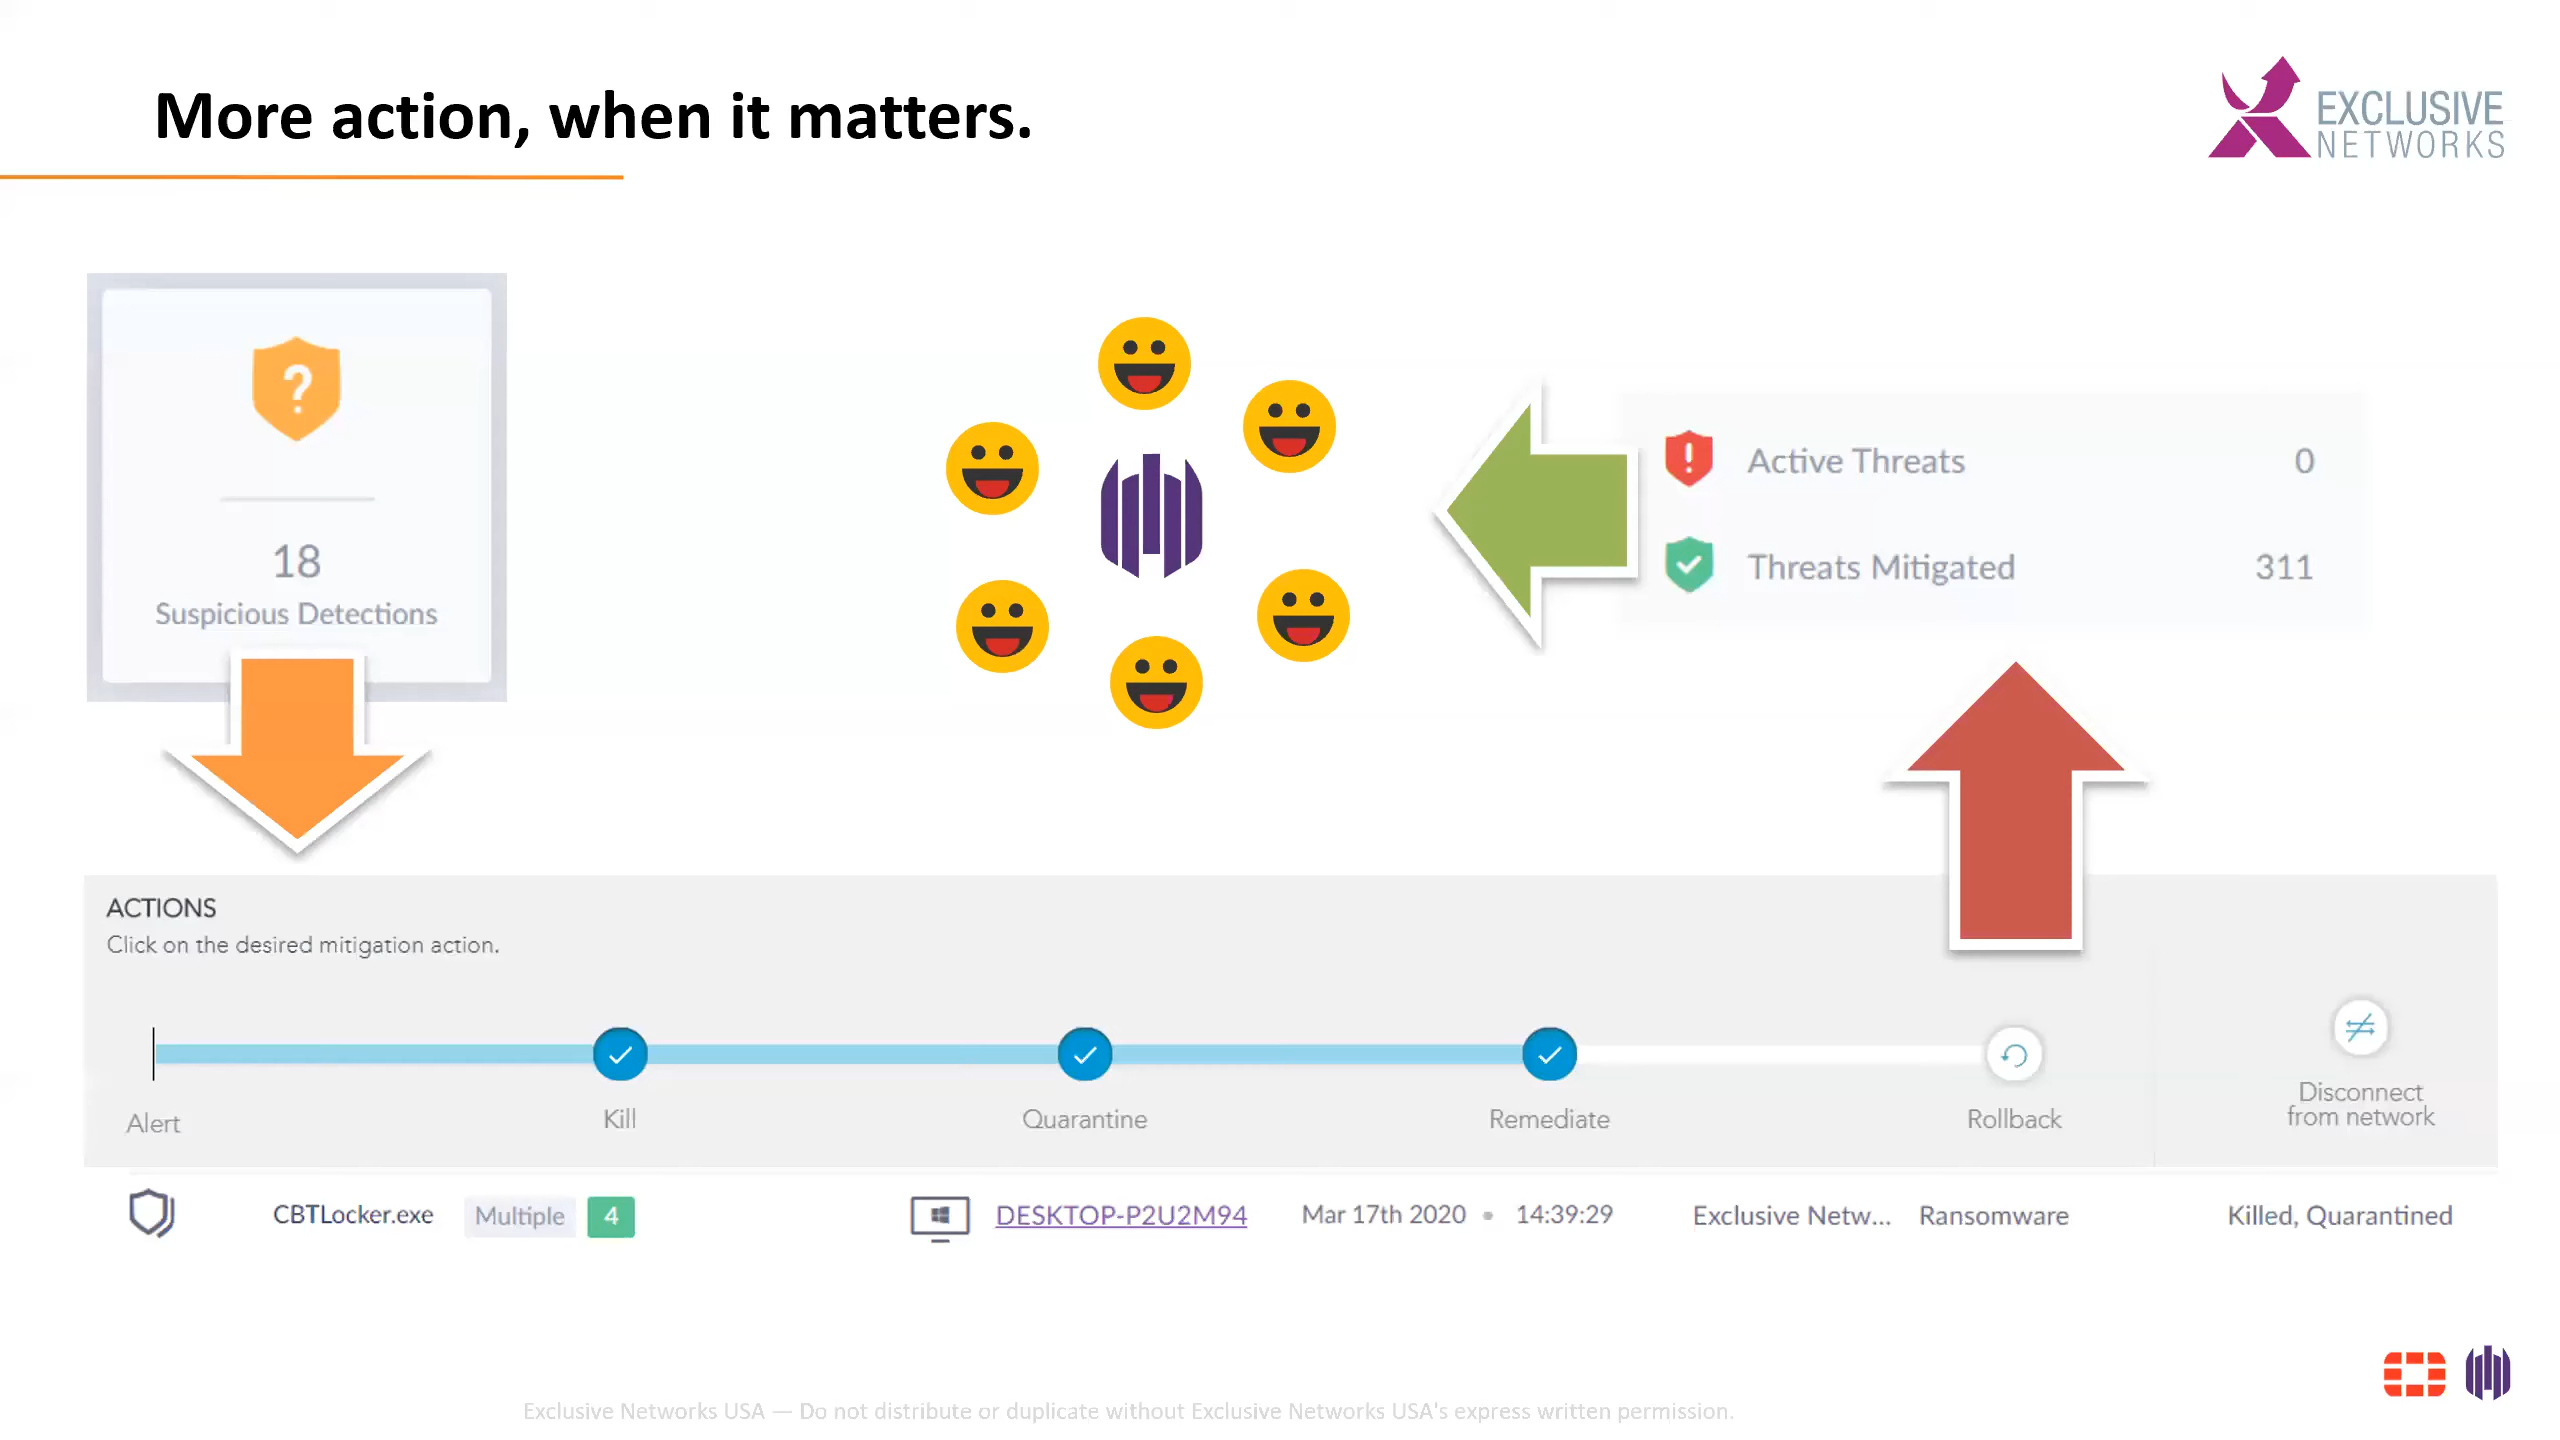 More action, when it matters.
EXCLUSIVE
NETWORKS
?
18
Suspicious Detections
Active Threats 0
Threats Mitigated 311
ACTIONS
Click on the desired mitigation action.
Alert Kill Quarantine Remediate Rollback
Disconnect
from network
CBTLocker.exe Multiple 4 DESKTOP-P2U2M94 Mar 17th 2020 • 14:39:29 Exclusive Netw... Ransomware Killed, Quarantined
Exclusive Networks USA — Do not distribute or duplicate without Exclusive Networks USA's express written permission.